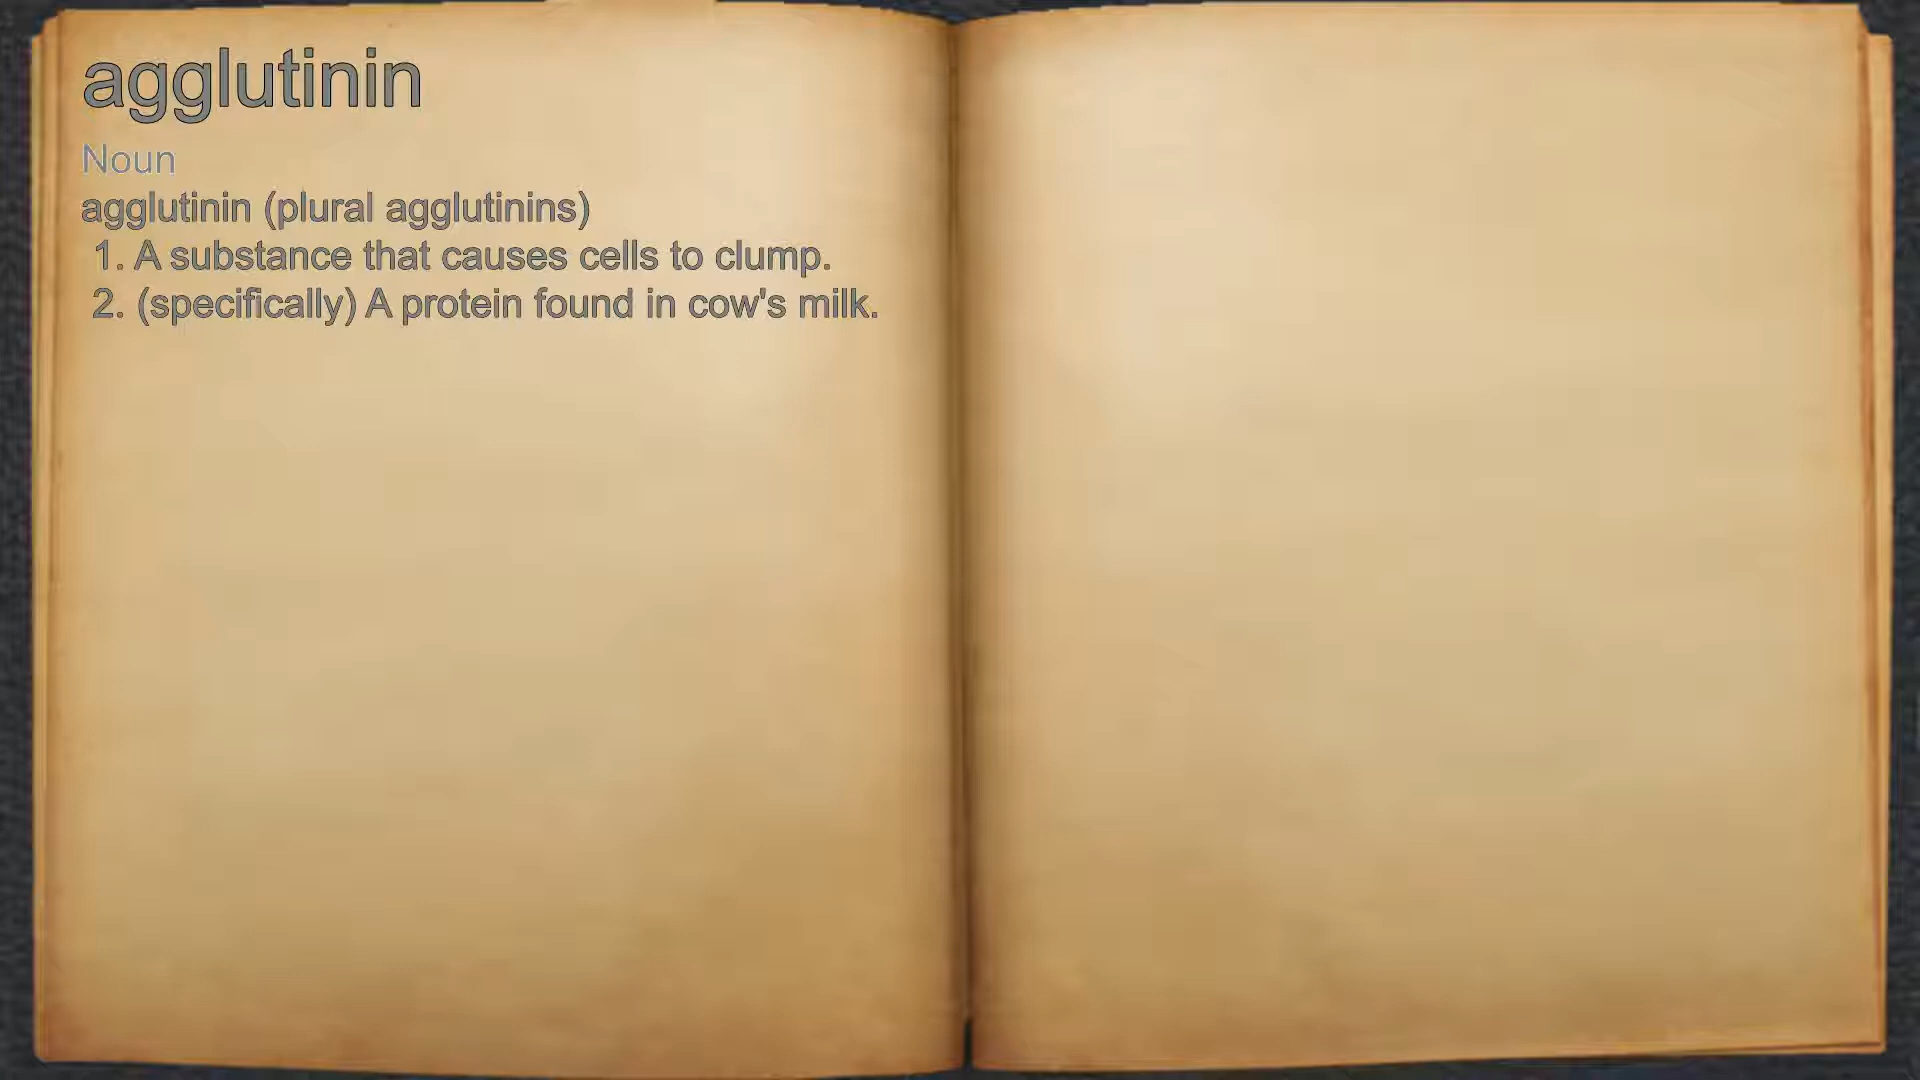 agglutinin
Noun
agglutinin (plural agglutinins)
1. A substance that causes cells to clump.
2. (specifically) A protein found in cow's milk.